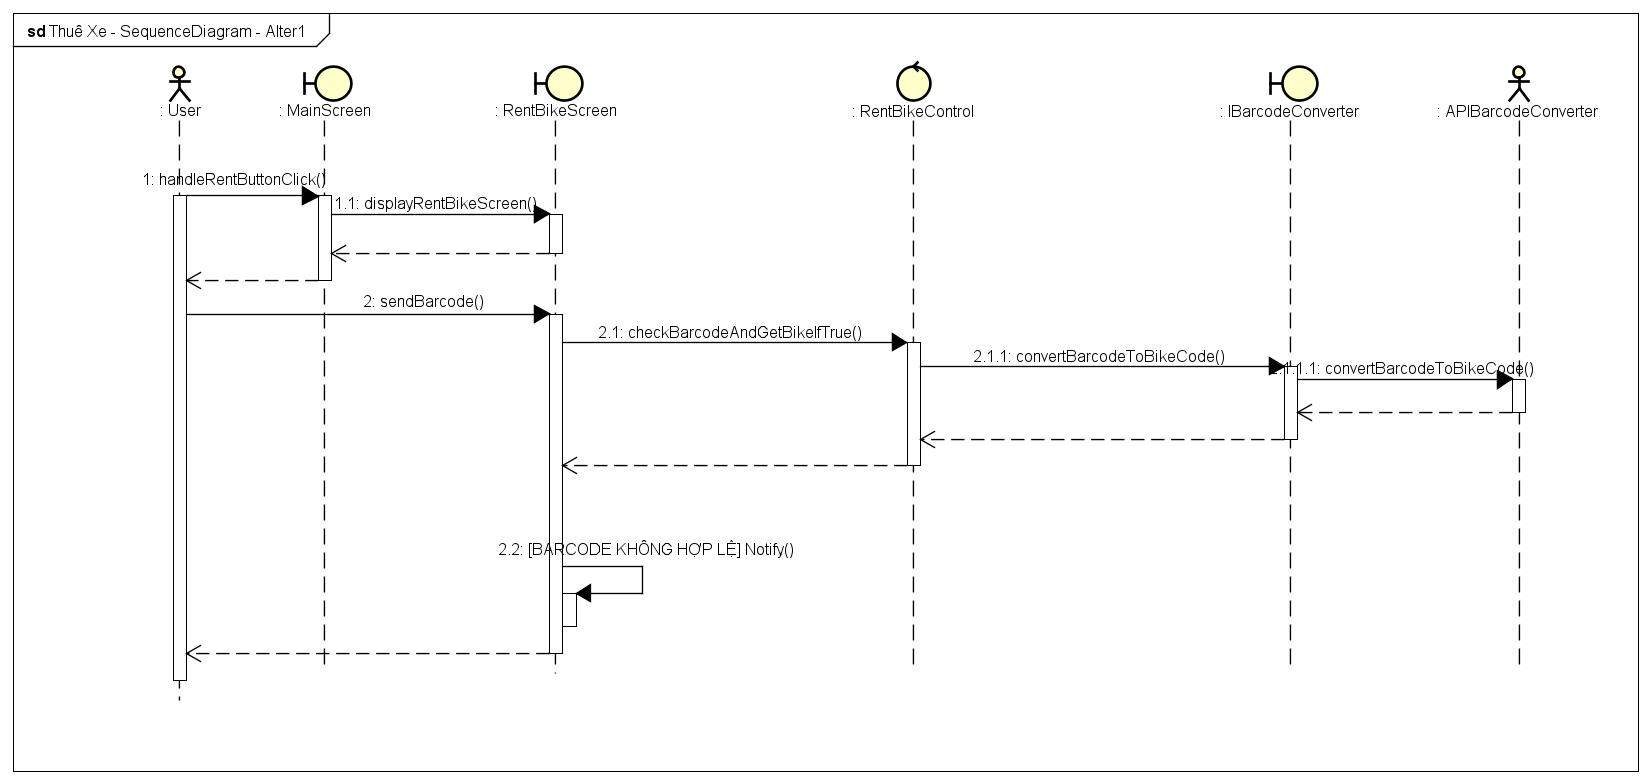 sd Thuê Xe - SequenceDiagram - Alter1
: User
: MainScreen
: RentBikeScreen
: RentBikeControl
: IBarcodeConverter
: APIBarcodeConverter
1: handleRentButtonClick()
1.1: displayRentBikeScreen()
2: sendBarcode()
2.1: checkBarcodeAndGetBikeIfTrue()
2.1.1: convertBarcodeToBikeCode()
2.1.1.1: convertBarcodeToBikeCode()
2.2: [BARCODE KHÔNG HỢP LỆ] Notify()